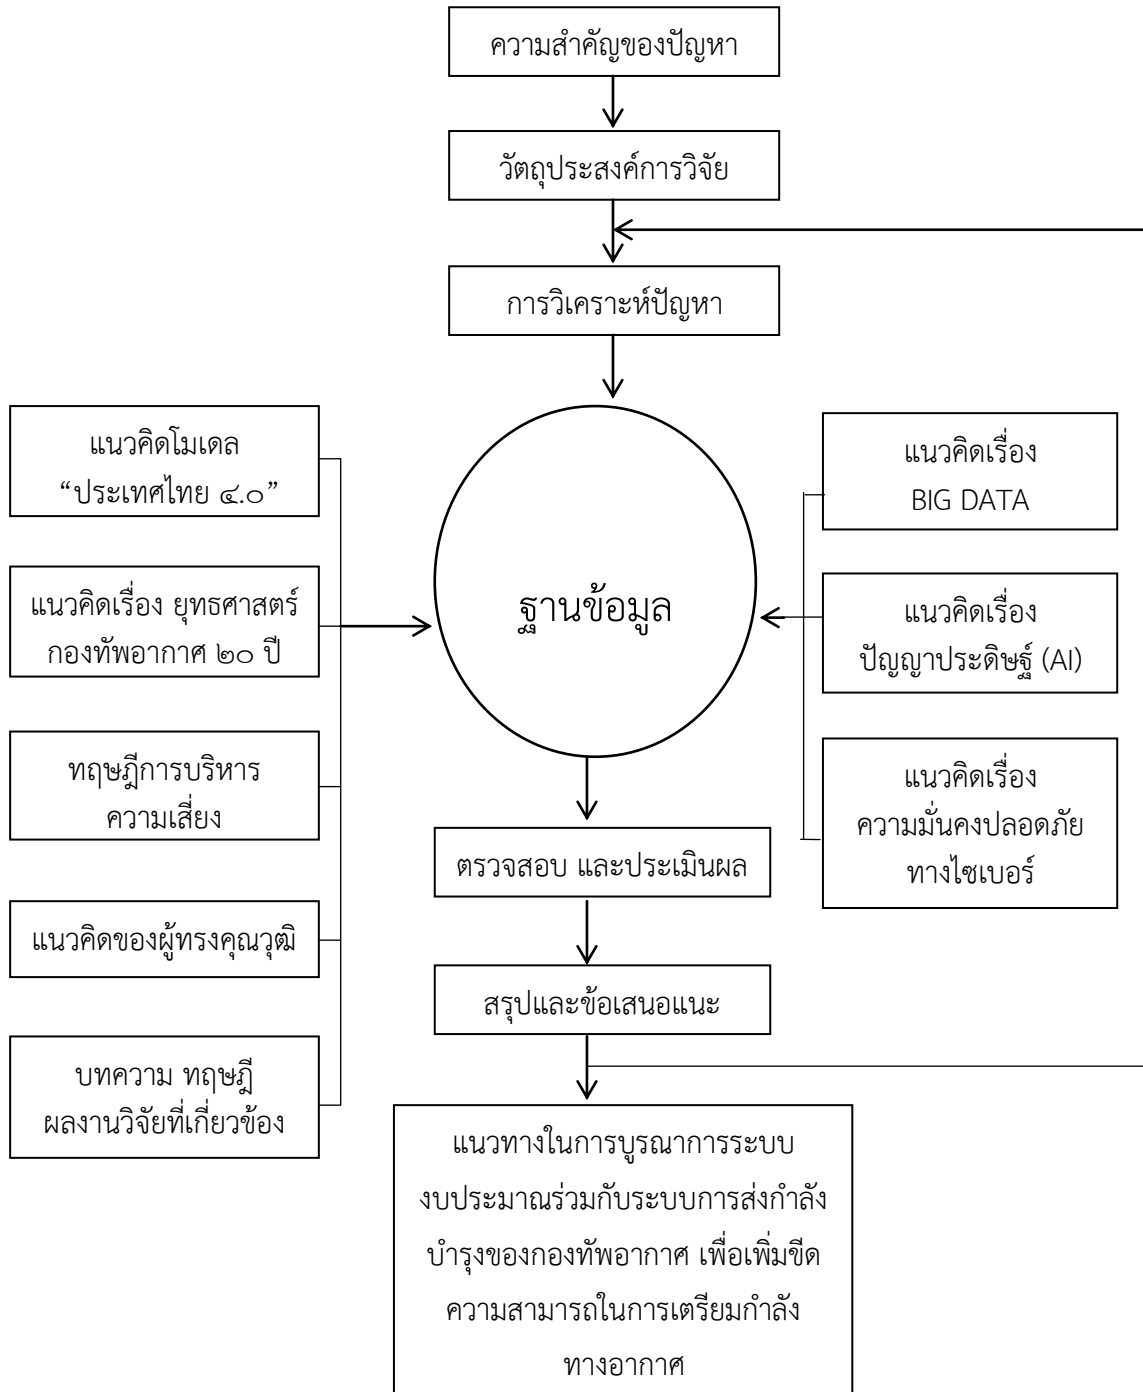 ความสำคัญของปัญหา
วัตถุประสงค์การวิจัย
การวิเคราะห์ปัญหา
แนวคิดโมเดล
“ประเทศไทย ๔.๐”
แนวคิดเรื่อง ยุทธศาสตร์
กองทัพอากาศ ๒๐ ปี
ทฤษฎีการบริหาร
ความเสี่ยง
แนวคิดของผู้ทรงคุณวุฒิ
บทความ ทฤษฎี
ผลงานวิจัยที่เกี่ยวข้อง
ฐานข้อมูล
แนวคิดเรื่อง
BIG DATA
แนวคิดเรื่อง
ปัญญาประดิษฐ์ (AI)
แนวคิดเรื่อง
ความมั่นคงปลอดภัย
ทางไซเบอร์
ตรวจสอบ และประเมินผล
สรุปและข้อเสนอแนะ
แนวทางในการบูรณาการระบบ
งบประมาณร่วมกับระบบการส่งกำลัง
บำรุงของกองทัพอากาศ เพื่อเพิ่มขีด
ความสามารถในการเตรียมกำลัง
ทางอากาศ